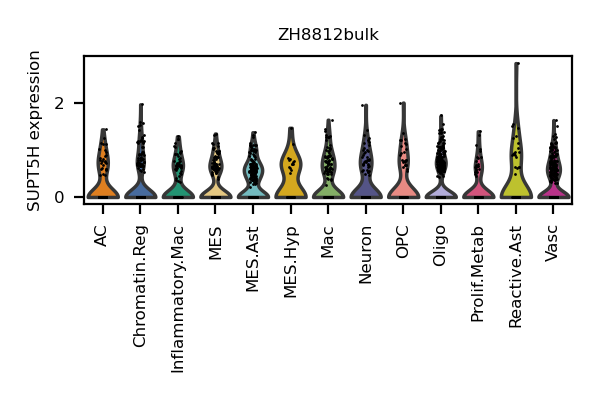 ZH8812bulk
SUPT5H expression
2
0
AC
Chromatin.Reg
Inflammatory.Mac
MES
MES.Ast
MES.Hyp
Mac
Neuron
OPC
Oligo
Prolif.Metab
Reactive.Ast
Vasc